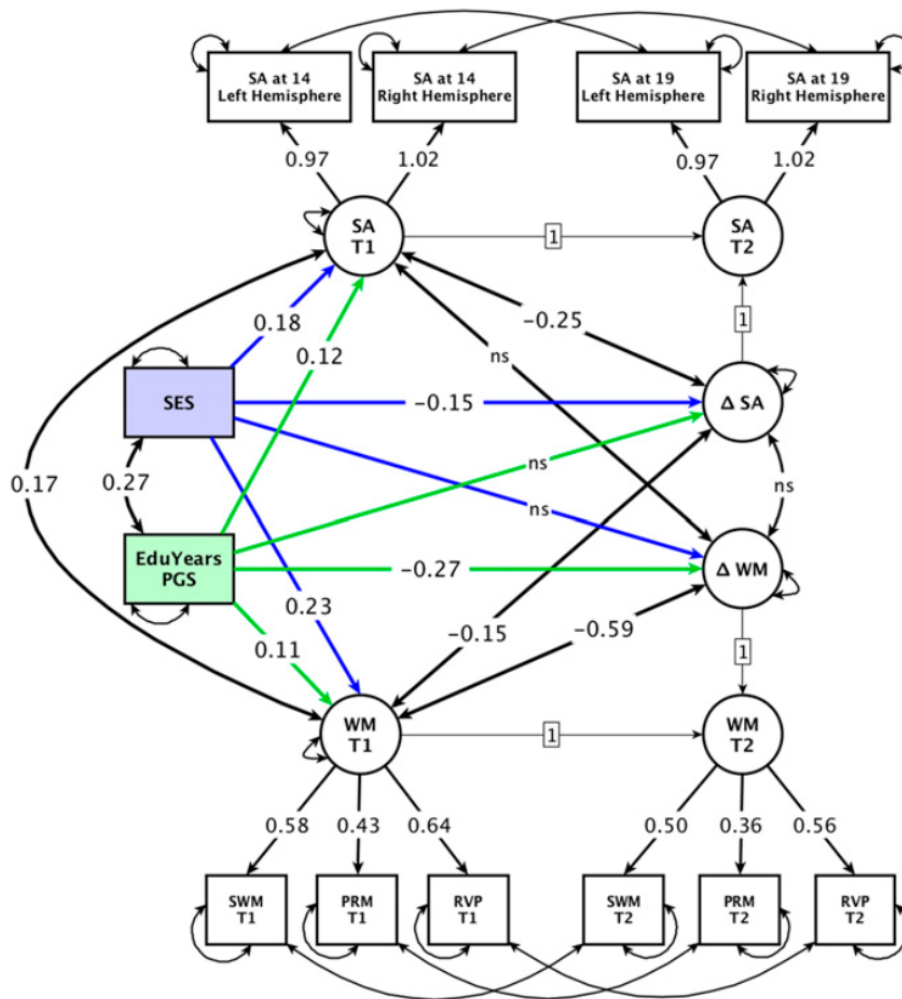 SA at 14
Left Hemisphere
SA at 14
Right Hemisphere
SA at 19
Left Hemisphere
SA at 19
Right Hemisphere
0.97
1.02
0.97
1.02
SA
T1
1
SA
T2
-0.25
0.18
1
0.12
ns
SES
-0.15
Δ SA
ns
0.17
0.27
ns
ns
EduYears
PGS
-0.27
Δ WM
0.23
-0.15
-0.59
0.11
1
WM
T1
1
WM
T2
0.58
0.43
0.64
0.50
0.36
0.56
SWM
T1
PRM
T1
RVP
T1
SWM
T2
PRM
T2
RVP
T2